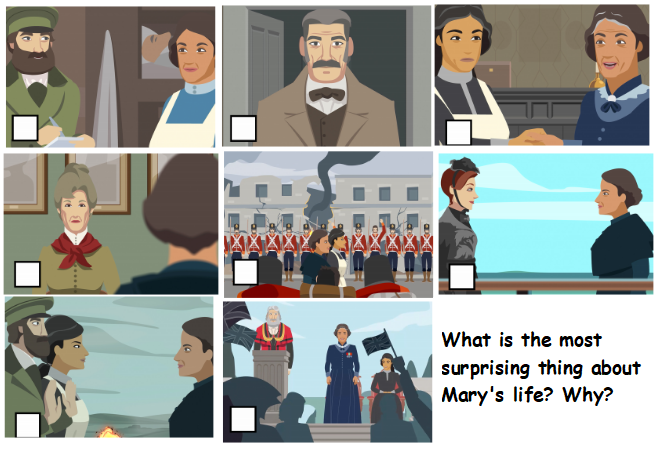 What is the most
surprising thing about
Mary's life? Why?